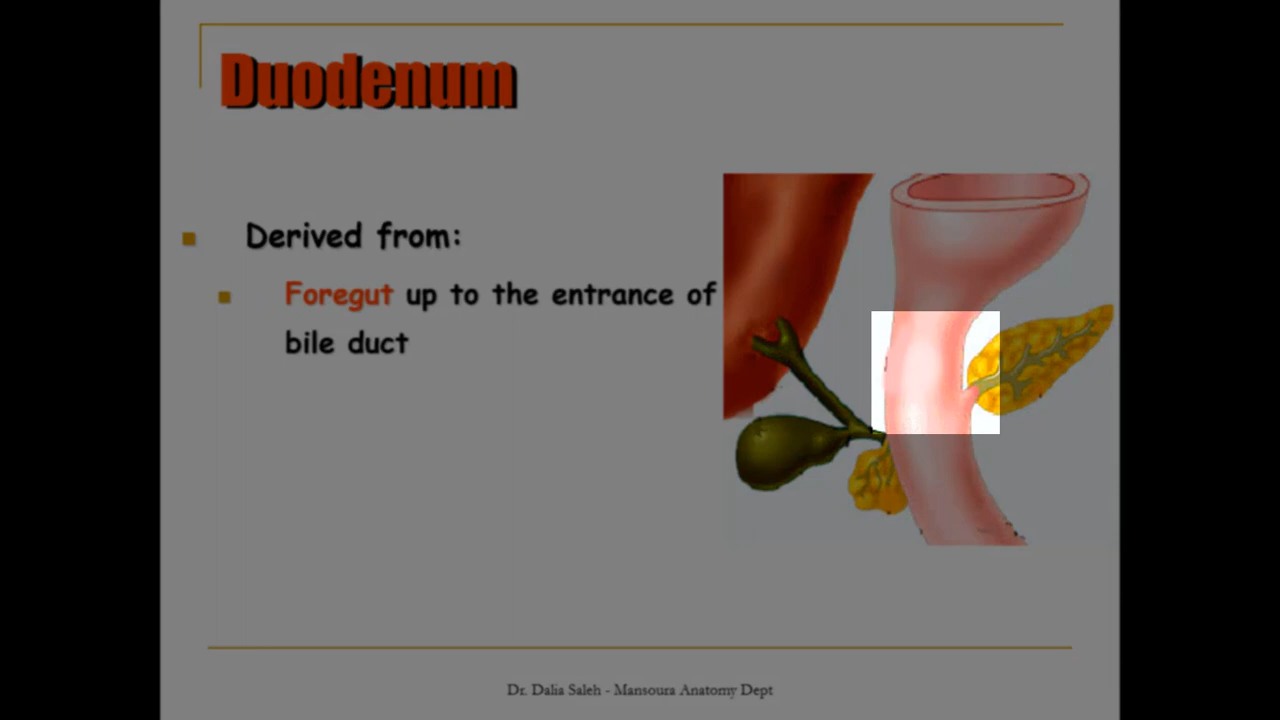 Duodenum
Derived from:
Foregut up to the entrance of
bile duct
Dr. Dalia Saleh - Mansoura Anatomy Dept